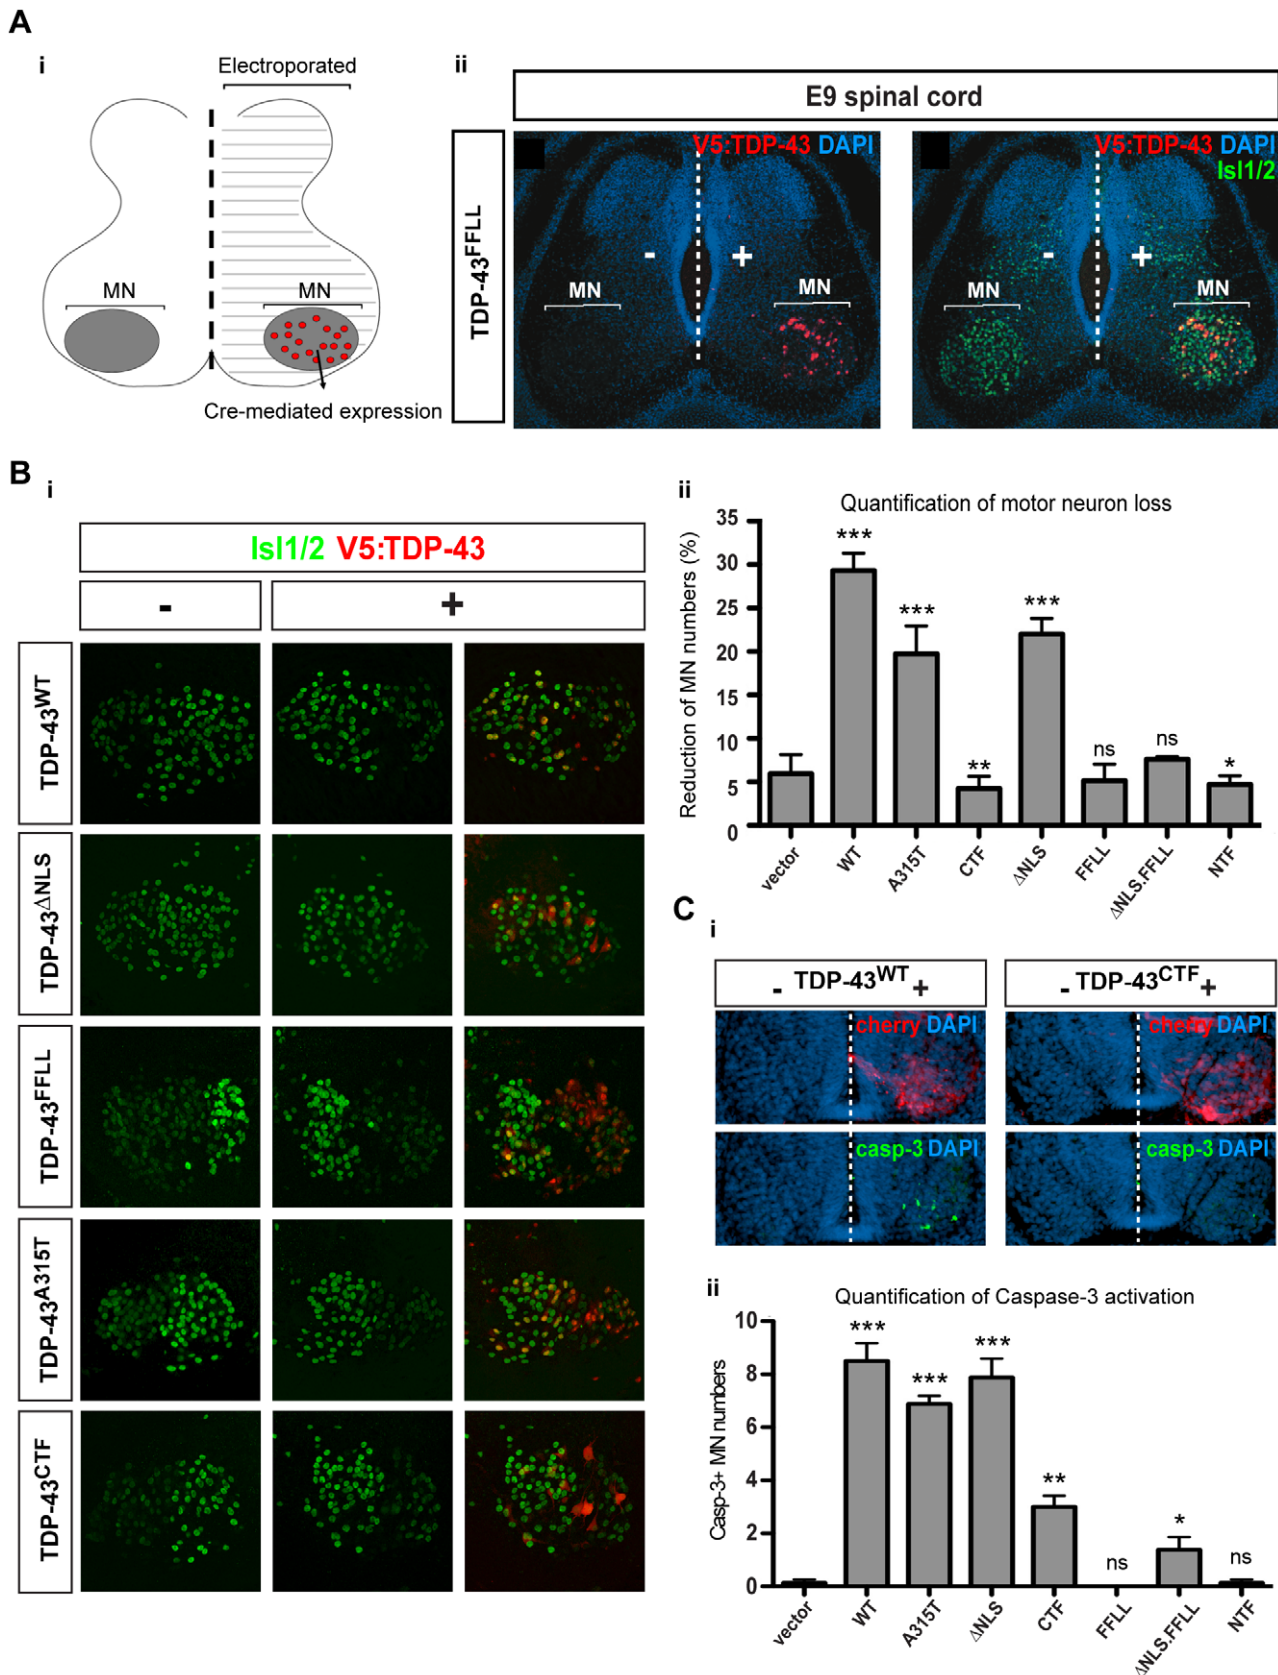 A
i
Electroporated
MN
MN
Cre-mediated expression
ii
E9 spinal cord
TDP-43FFLL
V5:TDP-43 DAPI
- +
MN
MN
V5:TDP-43 DAPI
Isl1/2
- +
MN
MN
B
i
Isl1/2 V5:TDP-43
- +
TDP-43WT
TDP-43ΔNLS
TDP-43FFLL
TDP-43A315T
TDP-43CTF
ii
Quantification of motor neuron loss
Reduction of MN numbers (%)
35
30
25
20
15
10
5
0
***
***
**
***
ns
ns
*
vector
WT
A315T
CTF
ΔNLS
FFLL
ΔNLS.FFLL
NTF
C
i
- TDP-43WT +
- TDP-43CTF +
cherry DAPI
cherry DAPI
casp-3 DAPI
casp-3 DAPI
ii
Quantification of Caspase-3 activation
Casp-3+ MN numbers
10
8
6
4
2
0
***
***
***
**
ns
*
ns
vector
WT
A315T
ΔNLS
CTF
FFLL
ΔNLS.FFLL
NTF